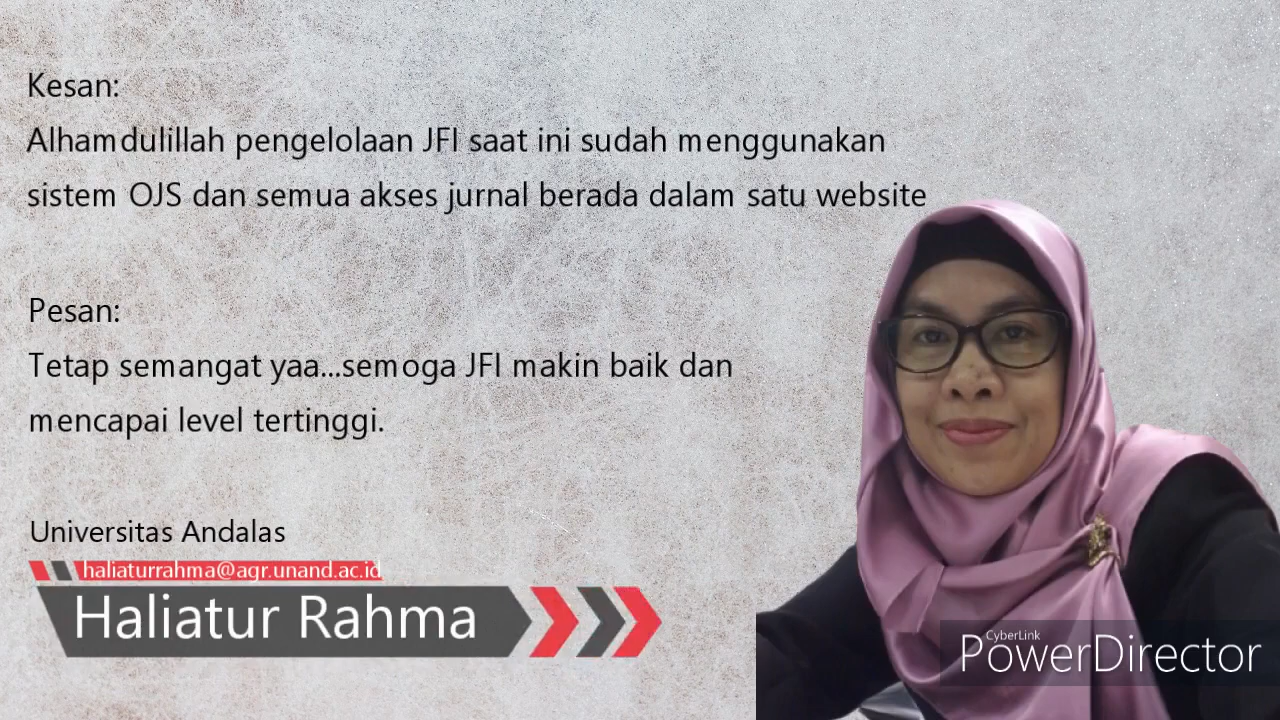 Kesan:
Alhamdulillah pengelolaan JFI saat ini sudah menggunakan
sistem OJS dan semua akses jurnal berada dalam satu website
Pesan:
Tetap semangat yaa...semoga JFI makin baik dan
mencapai level tertinggi.
Universitas Andalas
haliaturrahma@agr.unand.ac.id
Haliatur Rahma
CyberLink
PowerDirector